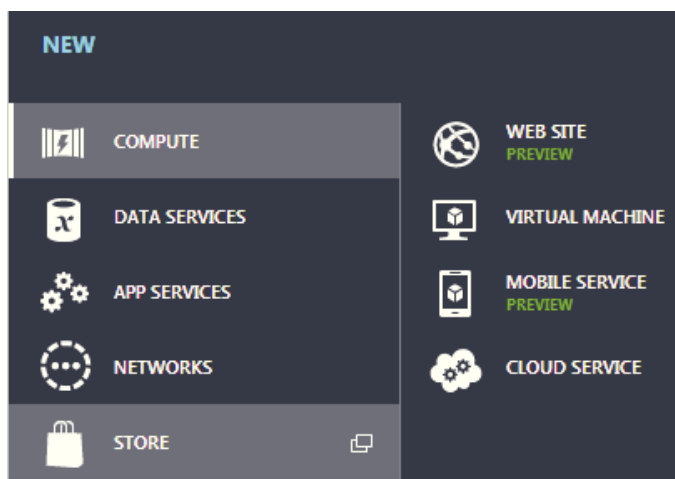 NEW
COMPUTE
DATA SERVICES
x
APP SERVICES
NETWORKS
STORE
WEB SITE
PREVIEW
VIRTUAL MACHINE
MOBILE SERVICE
PREVIEW
CLOUD SERVICE